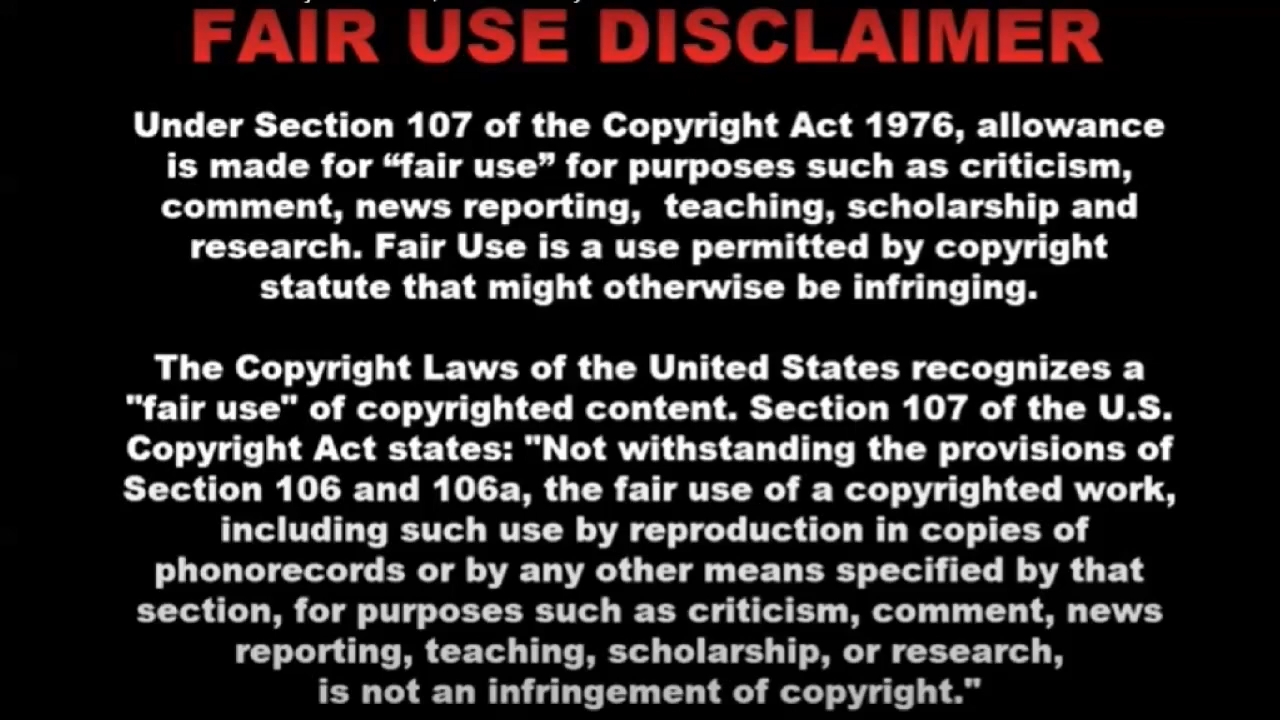 FAIR USE DISCLAIMER
Under Section 107 of the Copyright Act 1976, allowance
is made for “fair use” for purposes such as criticism,
comment, news reporting,  teaching, scholarship and
research. Fair Use is a use permitted by copyright
statute that might otherwise be infringing.
The Copyright Laws of the United States recognizes a
"fair use" of copyrighted content. Section 107 of the U.S.
Copyright Act states: "Not withstanding the provisions of
Section 106 and 106a, the fair use of a copyrighted work,
including such use by reproduction in copies of
phonorecords or by any other means specified by that
section, for purposes such as criticism, comment, news
reporting, teaching, scholarship, or research,
is not an infringement of copyright."